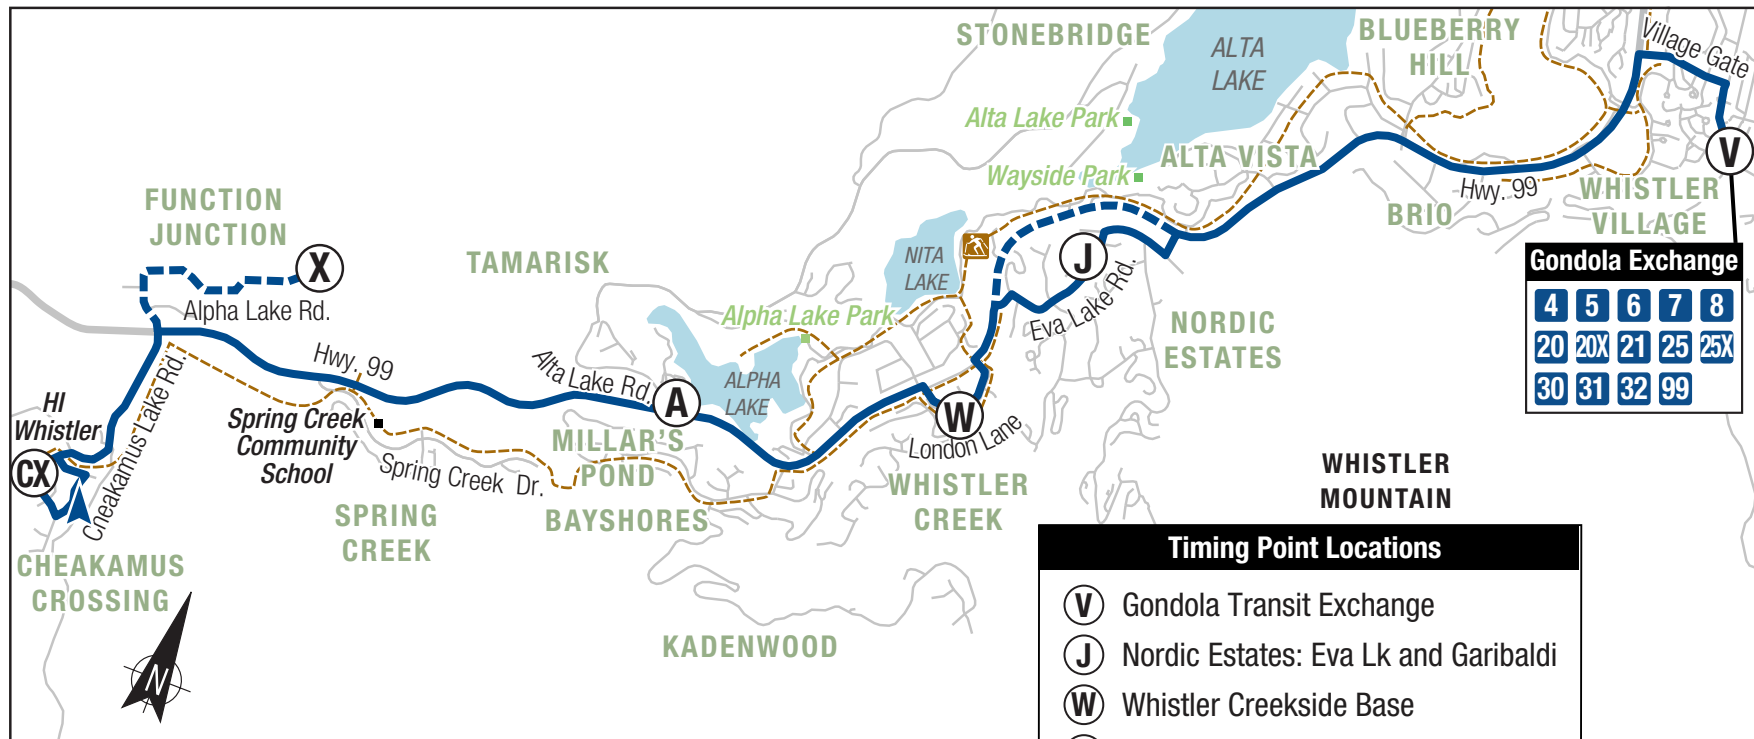 STONEBRIDGE
ALTA
LAKE
BLUEBERRY
HILL
Village Gate
Alta Lake Park
Wayside Park
ALTA VISTA
V
Hwy. 99
BRIO
WHISTLER
VILLAGE
FUNCTION
JUNCTION
X
Alpha Lake Rd.
TAMARISK
NITA
LAKE
J
Eva Lake Rd.
NORDIC
ESTATES
Gondola Exchange
4 5 6 7 8
20 20X 21 25 25X
30 31 32 99
Alpha Lake Park
Hwy. 99
Alta Lake Rd.
A
ALPHA
LAKE
HI
Whistler
CX
Cheakamus Lake Rd.
Spring Creek
Community
School
Spring Creek Dr.
MILLAR'S
POND
W
London Lane
WHISTLER
CREEK
SPRING
CREEK
BAYSHORES
WHISTLER
MOUNTAIN
CHEAKAMUS
CROSSING
KADENWOOD
N
Timing Point Locations
V Gondola Transit Exchange
J Nordic Estates: Eva Lk and Garibaldi
W Whistler Creekside Base